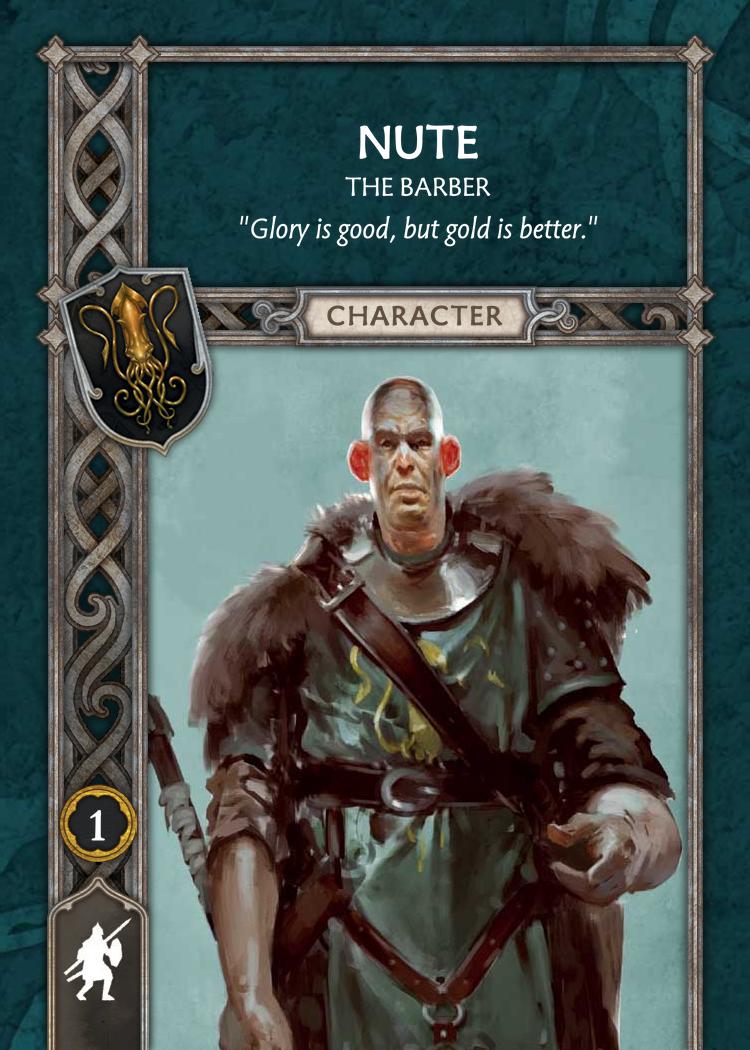 NUTE
THE BARBER
"Glory is good, but gold is better."
CHARACTER
1